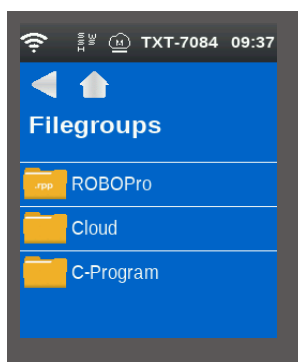 M TXT-7084 09:37
Filegroups
.rpp ROBOPro
Cloud
C-Program